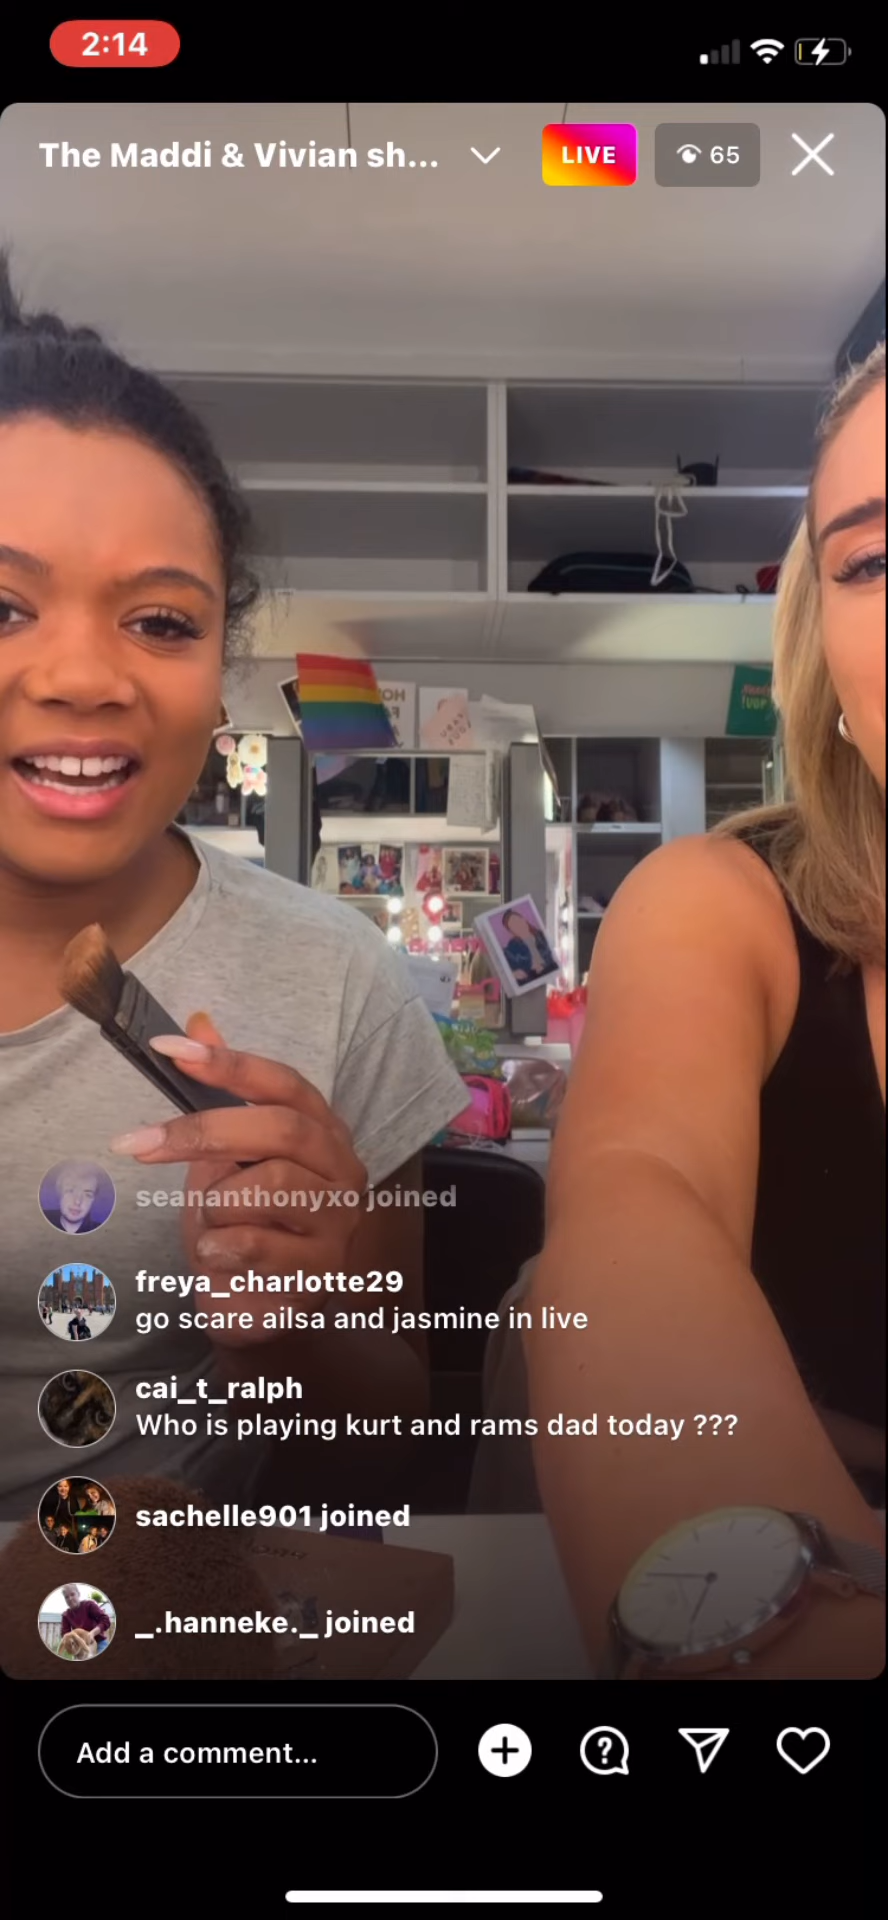 2:14
The Maddi & Vivian sh...
LIVE
65
seananthonyxo joined
freya_charlotte29
go scare ailsa and jasmine in live
cai_t_ralph
Who is playing kurt and rams dad today ???
sachelle901 joined
_.hanneke._ joined
Add a comment...